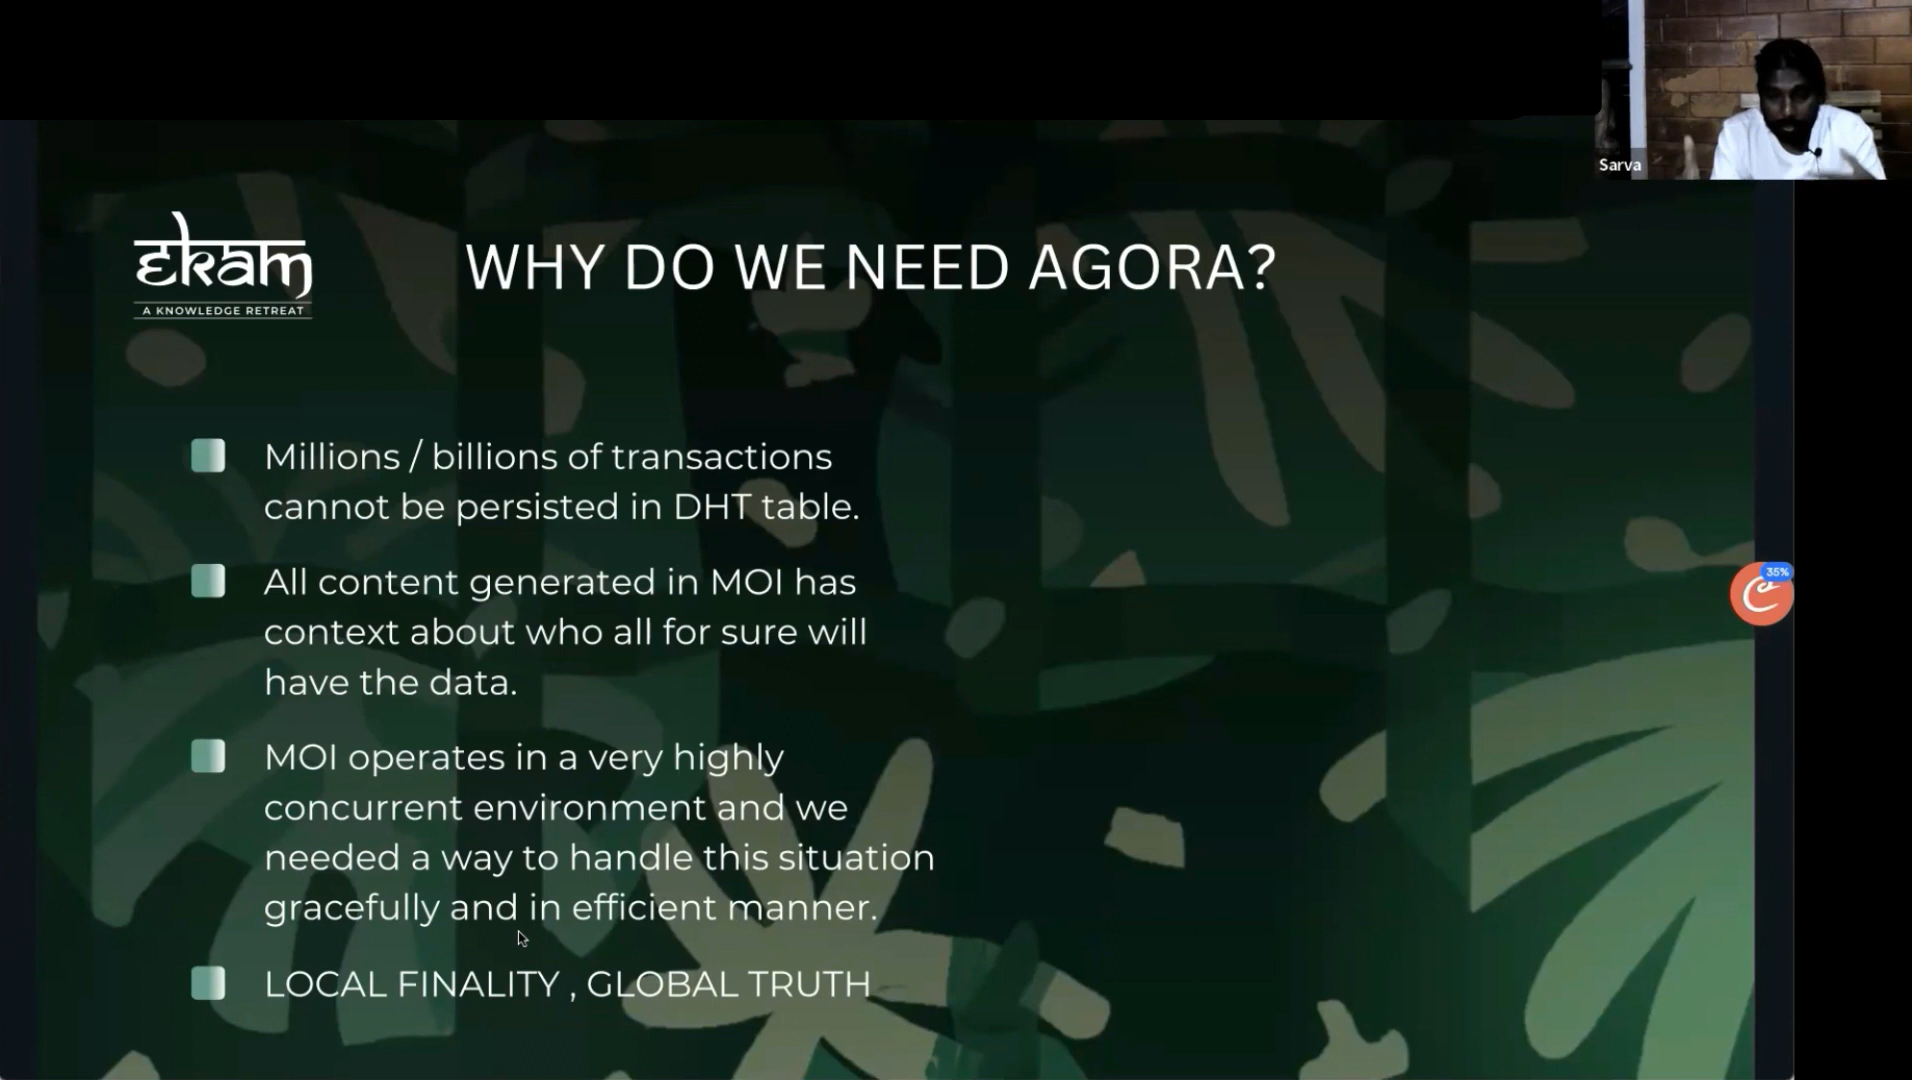 Sarva
ekam
A KNOWLEDGE RETREAT
WHY DO WE NEED AGORA?
Millions / billions of transactions
cannot be persisted in DHT table.
All content generated in MOI has
context about who all for sure will
have the data.
35%
MOI operates in a very highly
concurrent environment and we
needed a way to handle this situation
gracefully and in efficient manner.
LOCAL FINALITY , GLOBAL TRUTH